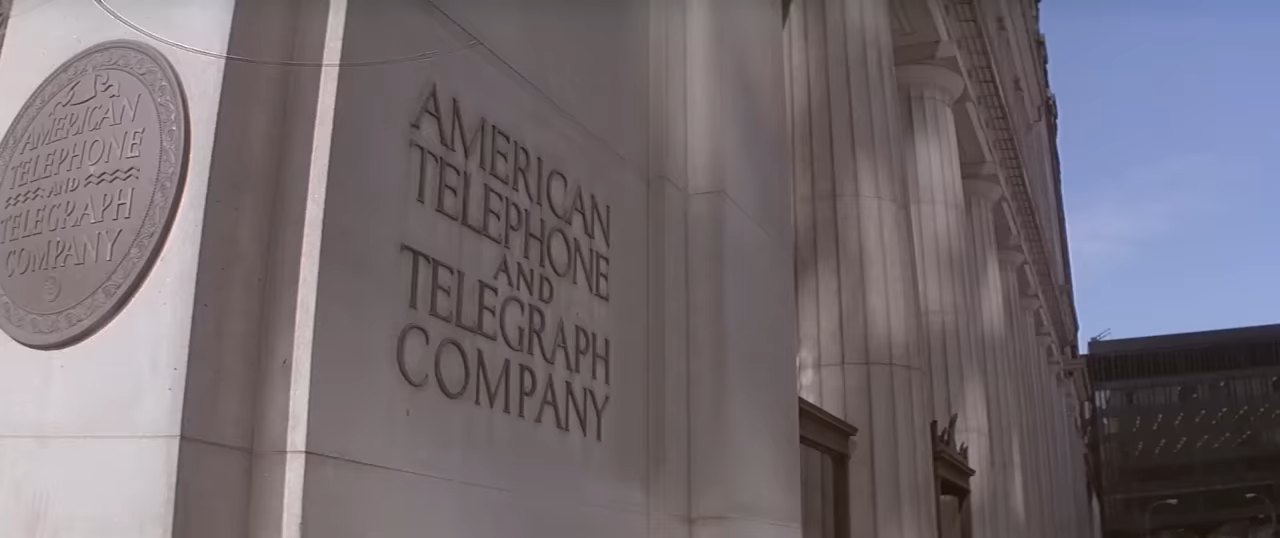 AMERICAN
TELEPHONE
AND
TELEGRAPH
COMPANY
AMERICAN
TELEPHONE
AND
TELEGRAPH
COMPANY